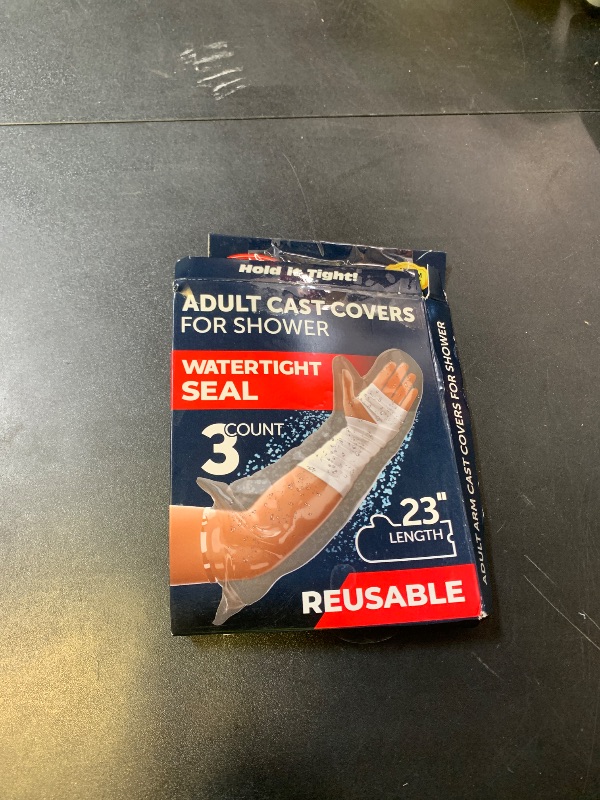 Hold it Tight!
ADULT CAST COVERS
FOR SHOWER
WATERTIGHT
SEAL
3 COUNT
23"
LENGTH
REUSABLE
ADULT ARM CAST COVERS FOR SHOWER